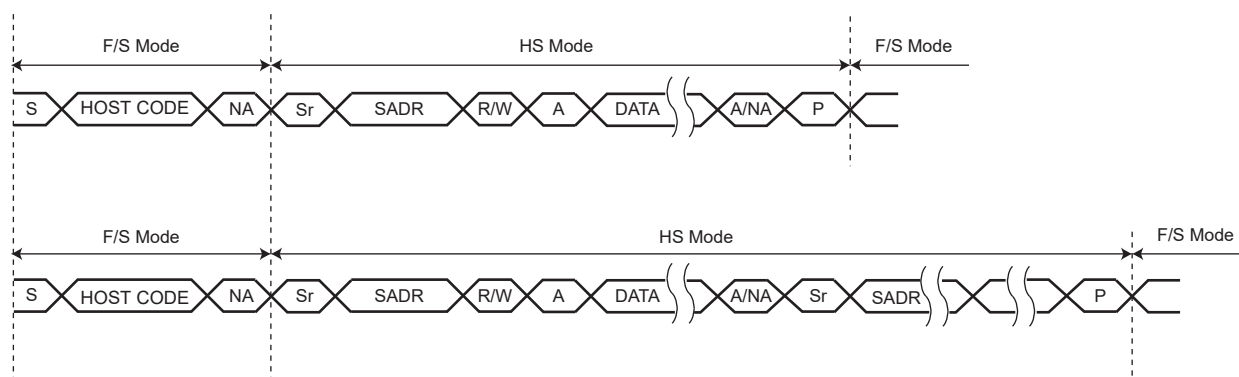 F/S Mode HS Mode F/S Mode
S HOST CODE NA Sr SADR R/W A DATA A/NA P
F/S Mode HS Mode F/S Mode
S HOST CODE NA Sr SADR R/W A DATA A/NA Sr SADR P